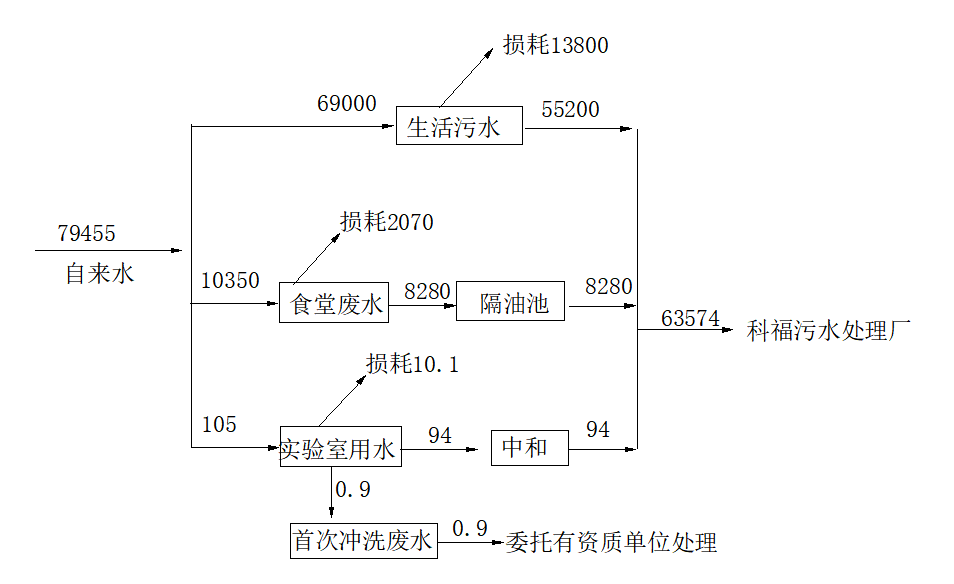 损耗13800
69000
生活污水
55200
79455
自来水
损耗2070
10350
食堂废水
8280
隔油池
8280
63574
科福污水处理厂
损耗10.1
105
实验室用水
94
中和
94
0.9
首次冲洗废水
0.9
委托有资质单位处理